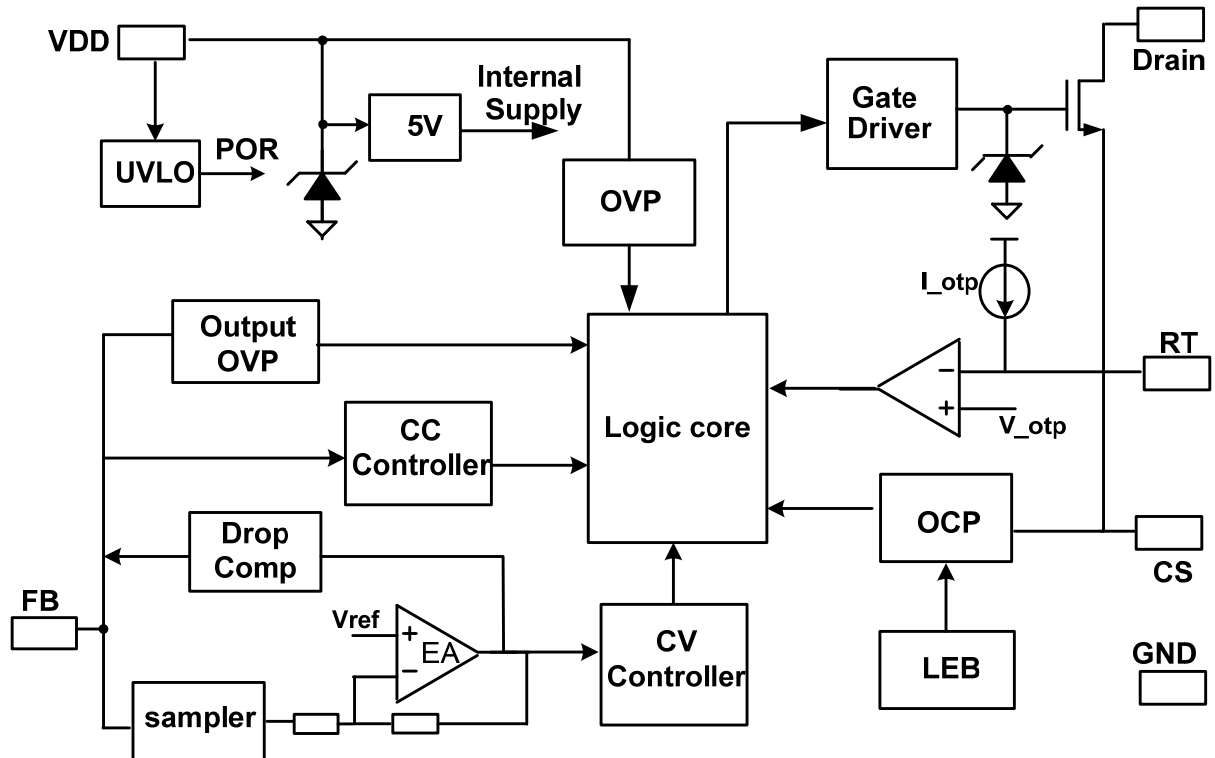 VDD
Drain
Internal
Supply
5V
Gate
Driver
UVLO
POR
OVP
I_otp
Output
OVP
RT
-
+
V_otp
Logic core
CC
Controller
OCP
Drop
Comp
CS
FB
Vref
+
EA
-
CV
Controller
LEB
GND
sampler